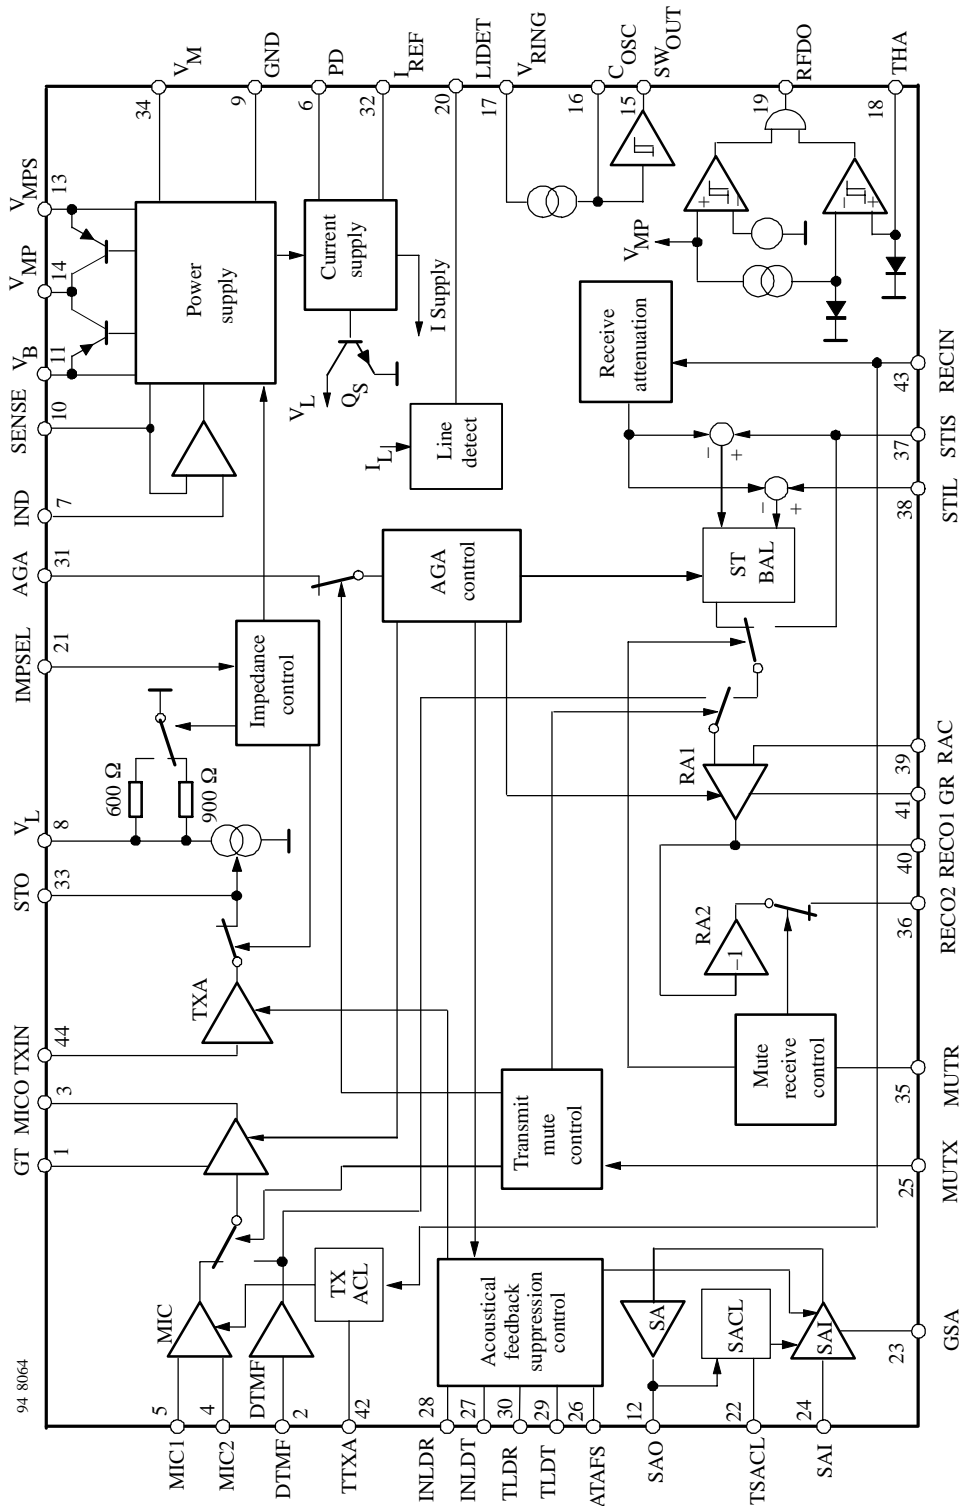 94 8064
MIC1
5
MIC2
4
DTMF
2
TTXA
42
INLDR
28
INLDT
27
TLDR
30
TLDT
29
ATAFS
26
SAO
12
TSACL
22
SAI
24
GT
1
MICO
3
TXIN
44
STO
33
V_L
8
IMPSEL
21
AGA
31
IND
7
SENSE
10
V_B
11
V_MP
14
V_MPS
13
34
V_M
9
GND
6
PD
32
I_REF
20
LIDET
17
V_RING
16
C_OSC
15
SW_OUT
19
RFDO
18
THA
43
RECIN
37
STIS
38
STIL
39
RAC
41
GR
40
RECO1
36
RECO2
35
MUTR
25
MUTX
23
GSA
MIC
DTMF
TX
ACL
TXA
600 Ω
900 Ω
Impedance
control
Power
supply
Current
supply
I Supply
V_L
Q_S
I_L
Line
detect
AGA
control
Transmit
mute
control
Acoustical
feedback
suppression
control
SA
SACL
SAI
Mute
receive
control
RA2
−1
RA1
ST
BAL
−
+
−
+
Receive
attenuation
V_MP
+
−
−
+